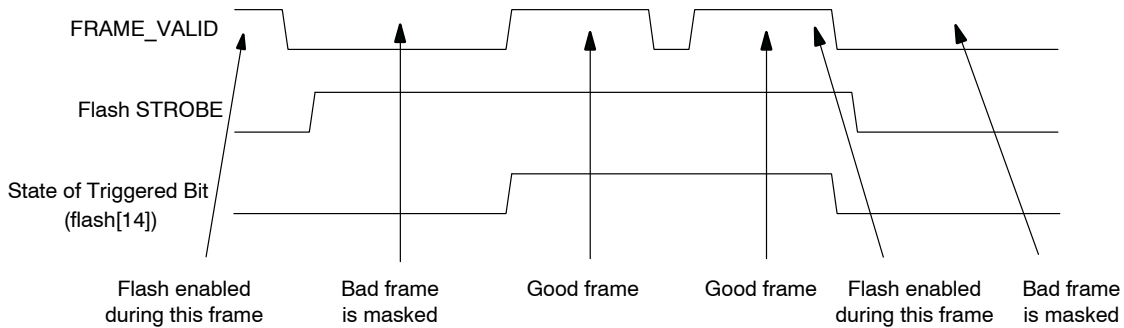 FRAME_VALID
Flash STROBE
State of Triggered Bit
(flash[14])
Flash enabled
during this frame
Bad frame
is masked
Good frame
Good frame
Flash enabled
during this frame
Bad frame
is masked